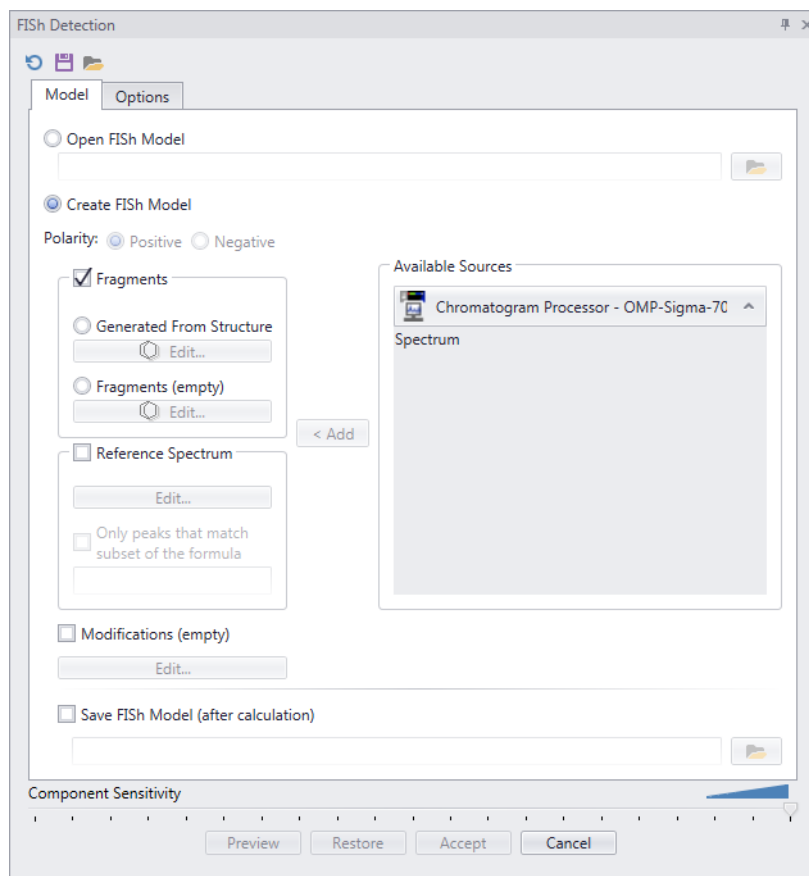 FISh Detection
Model
Options
Open FISh Model
Create FISh Model
Polarity: Positive Negative
Fragments
Generated From Structure
Edit...
Fragments (empty)
Edit...
Reference Spectrum
Edit...
Only peaks that match
subset of the formula
< Add
Available Sources
Chromatogram Processor - OMP-Sigma-70
Spectrum
Modifications (empty)
Edit...
Save FISh Model (after calculation)
Component Sensitivity
Preview Restore Accept Cancel